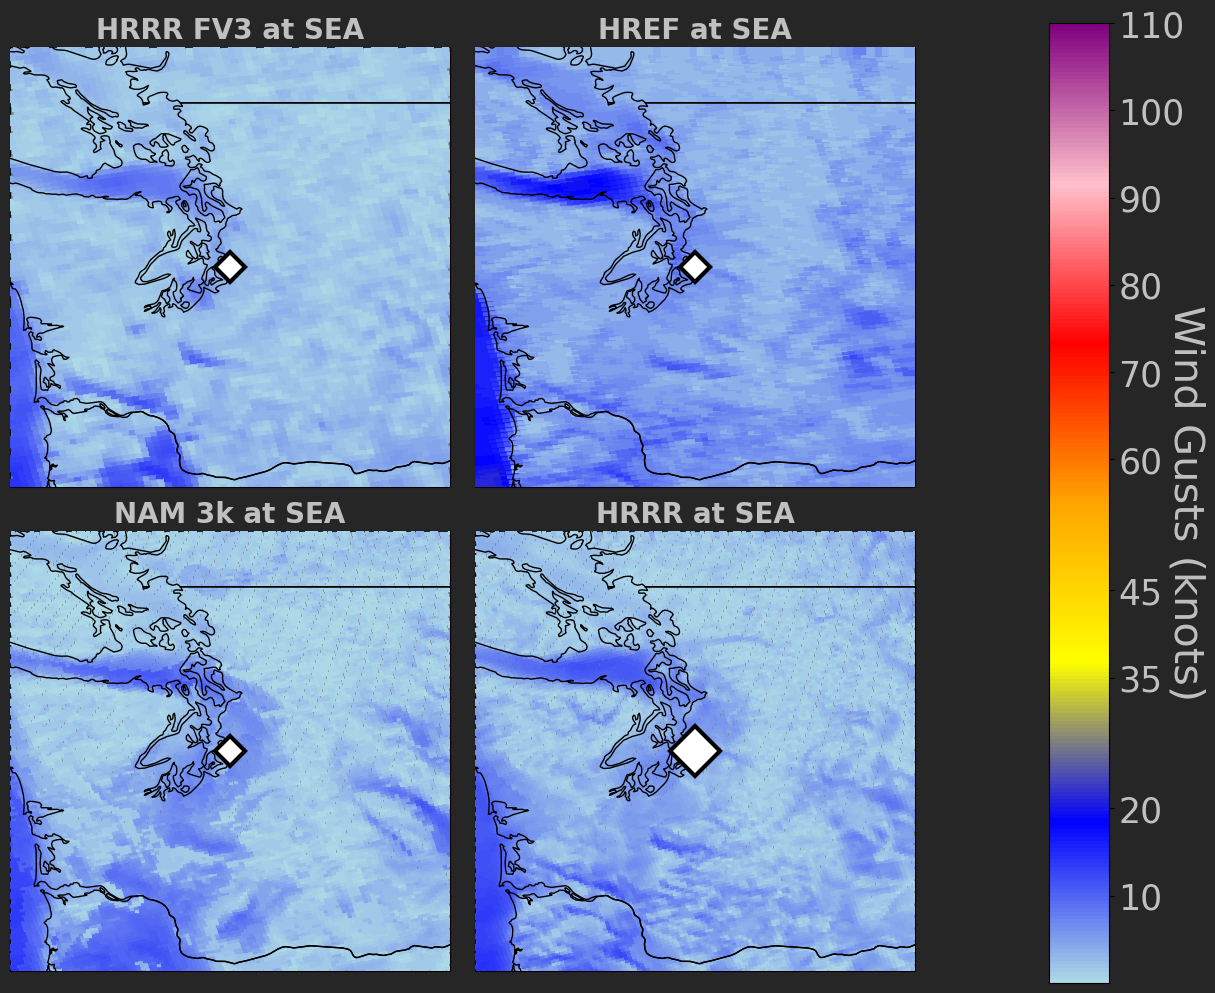 HRRR FV3 at SEA
HREF at SEA
NAM 3k at SEA
HRRR at SEA
110
100
90
80
70
60
45
35
20
10
Wind Gusts (knots)